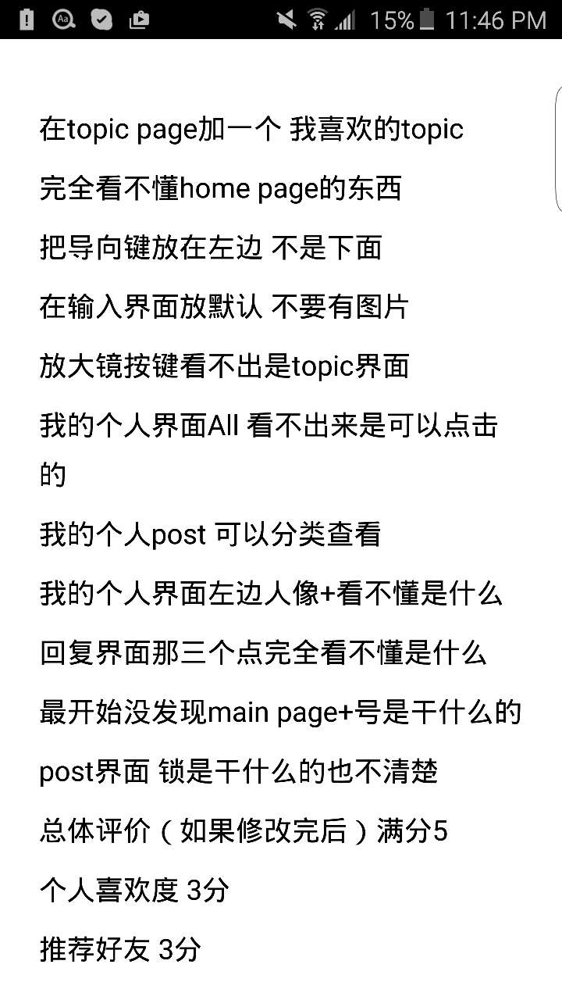 Aa
15% 11:46 PM
在topic page加一个 我喜欢的topic
完全看不懂home page的东西
把导向键放在左边 不是下面
在输入界面放默认 不要有图片
放大镜按键看不出是topic界面
我的个人界面All 看不出来是可以点击
的
我的个人post 可以分类查看
我的个人界面左边人像+看不懂是什么
回复界面那三个点完全看不懂是什么
最开始没发现main page+号是干什么的
post界面 锁是干什么的也不清楚
总体评价（如果修改完后）满分5
个人喜欢度 3分
推荐好友 3分